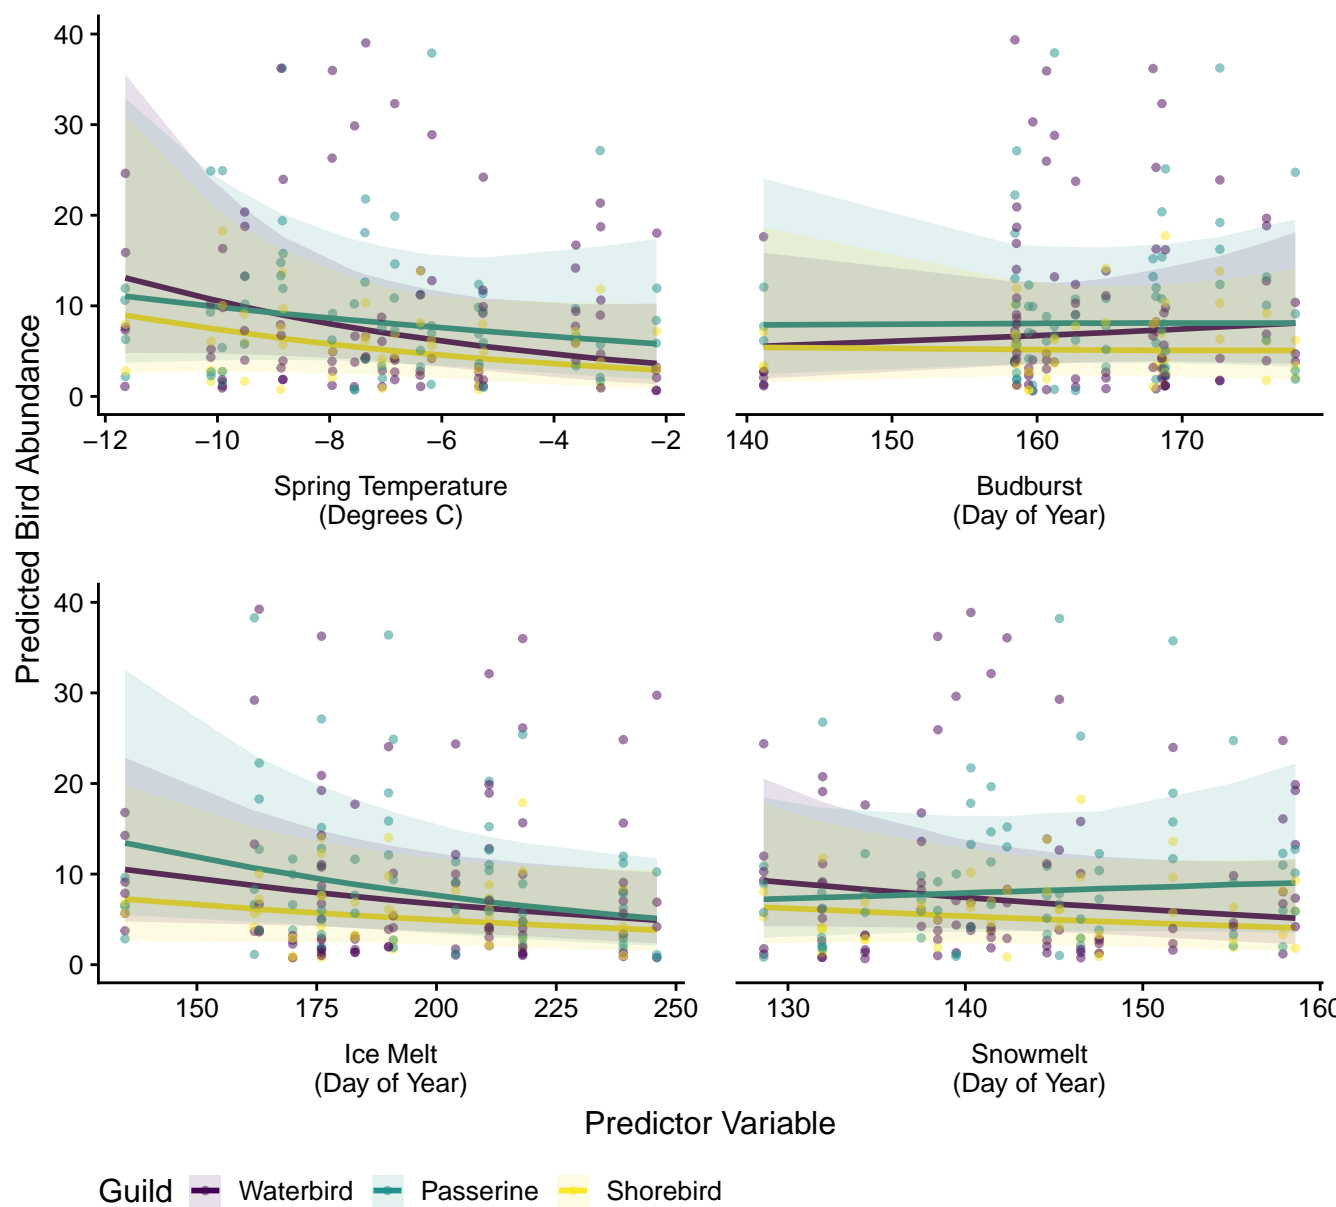 Predicted Bird Abundance
40
30
20
10
0
−12 −10 −8 −6 −4 −2
Spring Temperature
(Degrees C)
140 150 160 170
Budburst
(Day of Year)
40
30
20
10
0
150 175 200 225 250
Ice Melt
(Day of Year)
130 140 150 160
Snowmelt
(Day of Year)
Predictor Variable
Guild Waterbird Passerine Shorebird